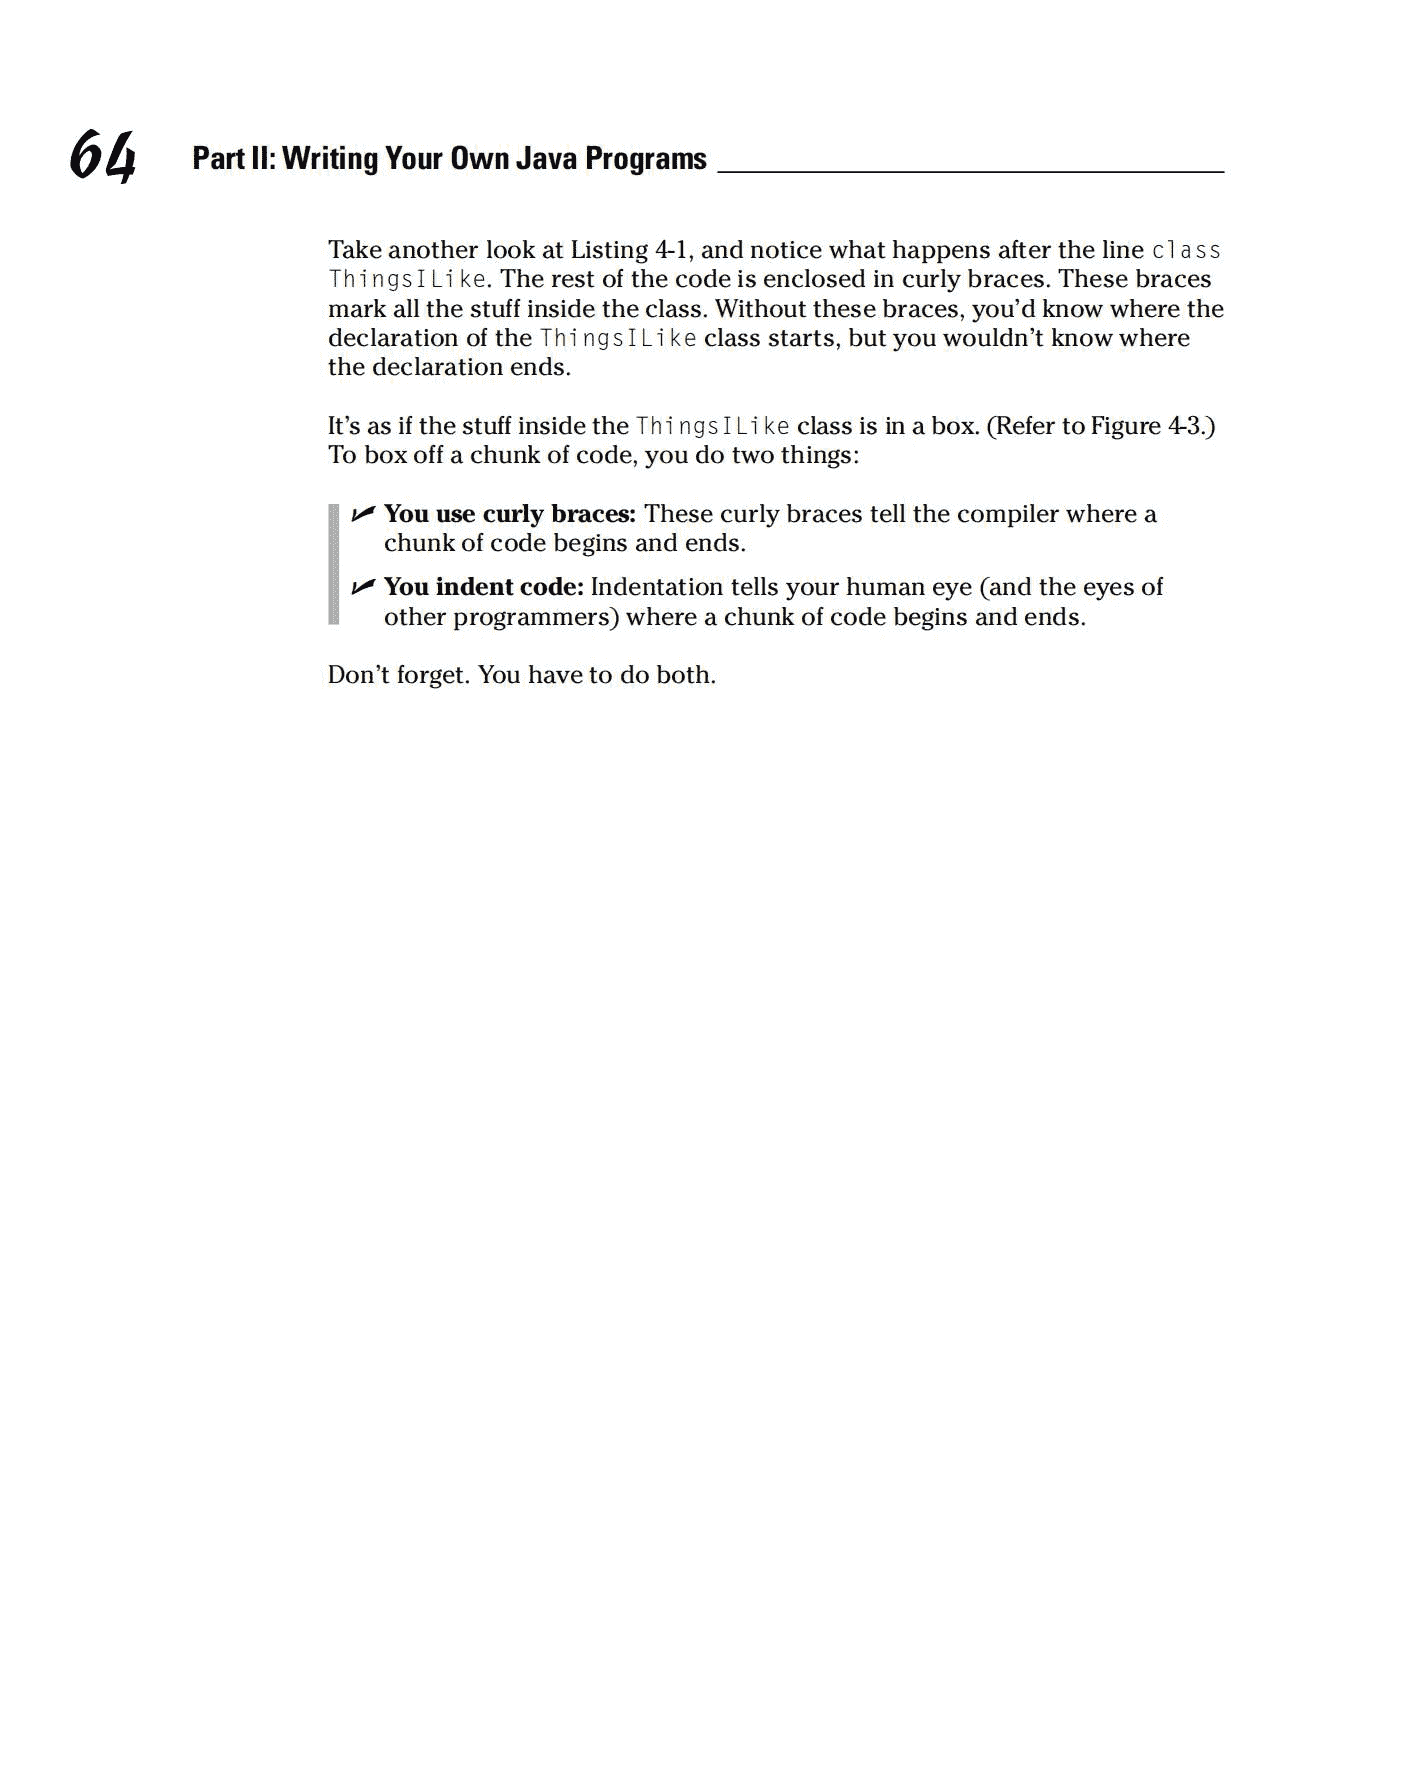 64
Part II: Writing Your Own Java Programs
Take another look at Listing 4-1, and notice what happens after the line class
ThingsILike. The rest of the code is enclosed in curly braces. These braces
mark all the stuff inside the class. Without these braces, you’d know where the
declaration of the ThingsILike class starts, but you wouldn’t know where
the declaration ends.
It’s as if the stuff inside the ThingsILike class is in a box. (Refer to Figure 4-3.)
To box off a chunk of code, you do two things:
✓ You use curly braces: These curly braces tell the compiler where a
chunk of code begins and ends.
✓ You indent code: Indentation tells your human eye (and the eyes of
other programmers) where a chunk of code begins and ends.
Don’t forget. You have to do both.